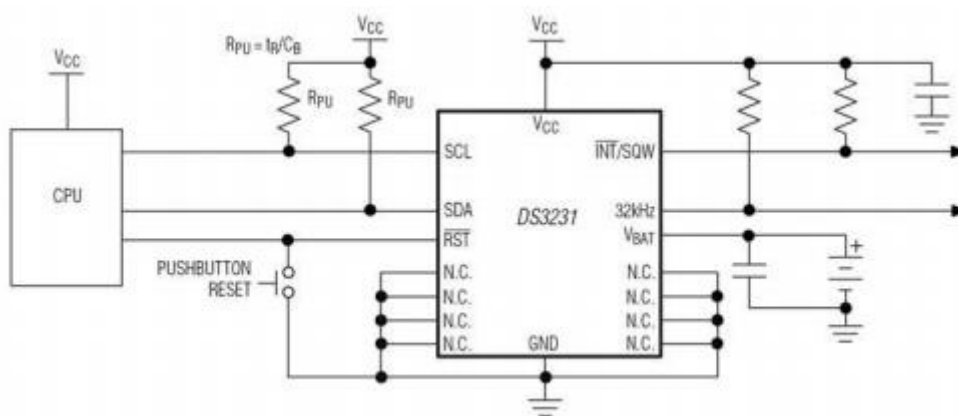 VCC
VCC
RPU = tR/CB
VCC
RPU
RPU
VCC
SCL
INT/SQW
CPU
SDA
DS3231
32kHz
RST
VBAT
+
PUSHBUTTON
RESET
N.C.
N.C.
N.C.
N.C.
N.C.
N.C.
N.C.
GND
N.C.